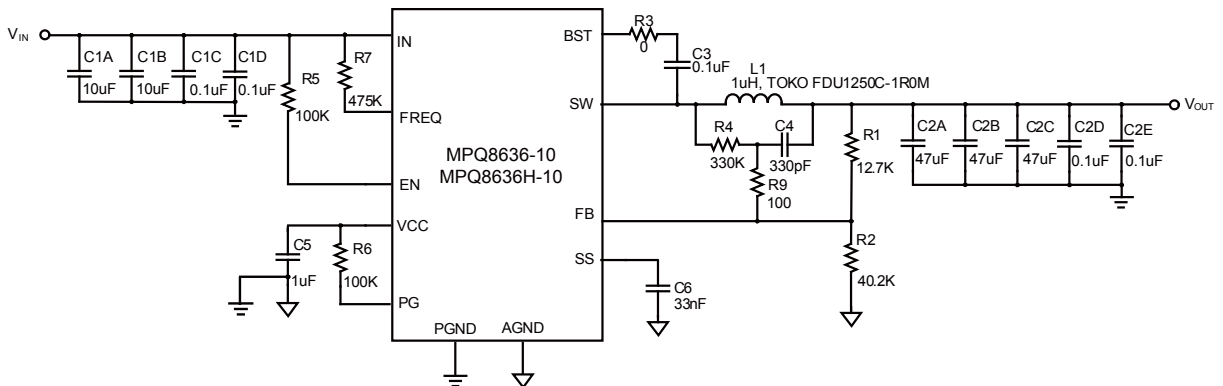 VIN
C1A
10uF
C1B
10uF
C1C
0.1uF
C1D
0.1uF
R5
100K
R7
475K
IN
FREQ
EN
VCC
PG
PGND
AGND
MPQ8636-10
MPQ8636H-10
BST
SW
FB
SS
R3
0
C3
0.1uF
L1
1uH, TOKO FDU1250C-1R0M
R4
330K
C4
330pF
R9
100
R1
12.7K
R2
40.2K
C2A
47uF
C2B
47uF
C2C
47uF
C2D
0.1uF
C2E
0.1uF
VOUT
C5
1uF
R6
100K
C6
33nF